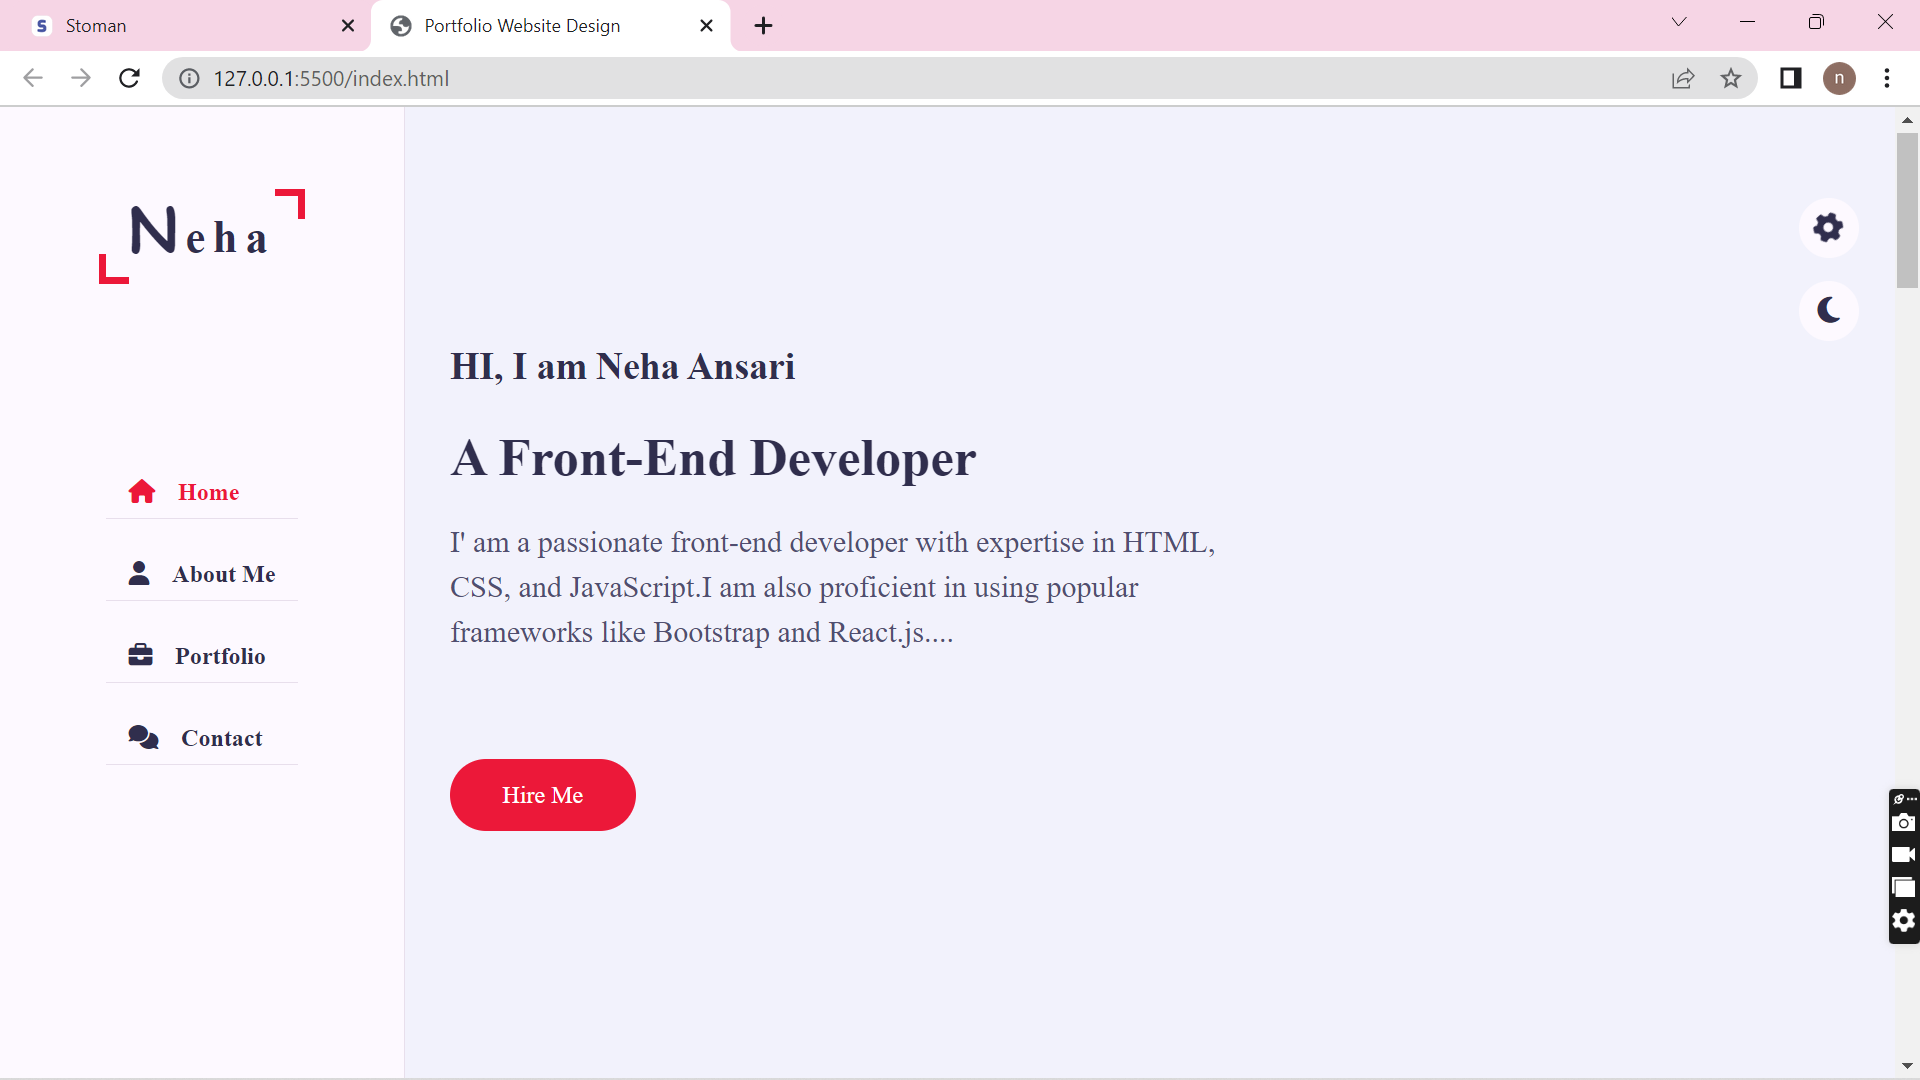 Stoman
Portfolio Website Design
127.0.0.1:5500/index.html
n
Neha
Home
About Me
Portfolio
Contact
HI, I am Neha Ansari
A Front-End Developer
I' am a passionate front-end developer with expertise in HTML,
CSS, and JavaScript.I am also proficient in using popular
frameworks like Bootstrap and React.js....
Hire Me